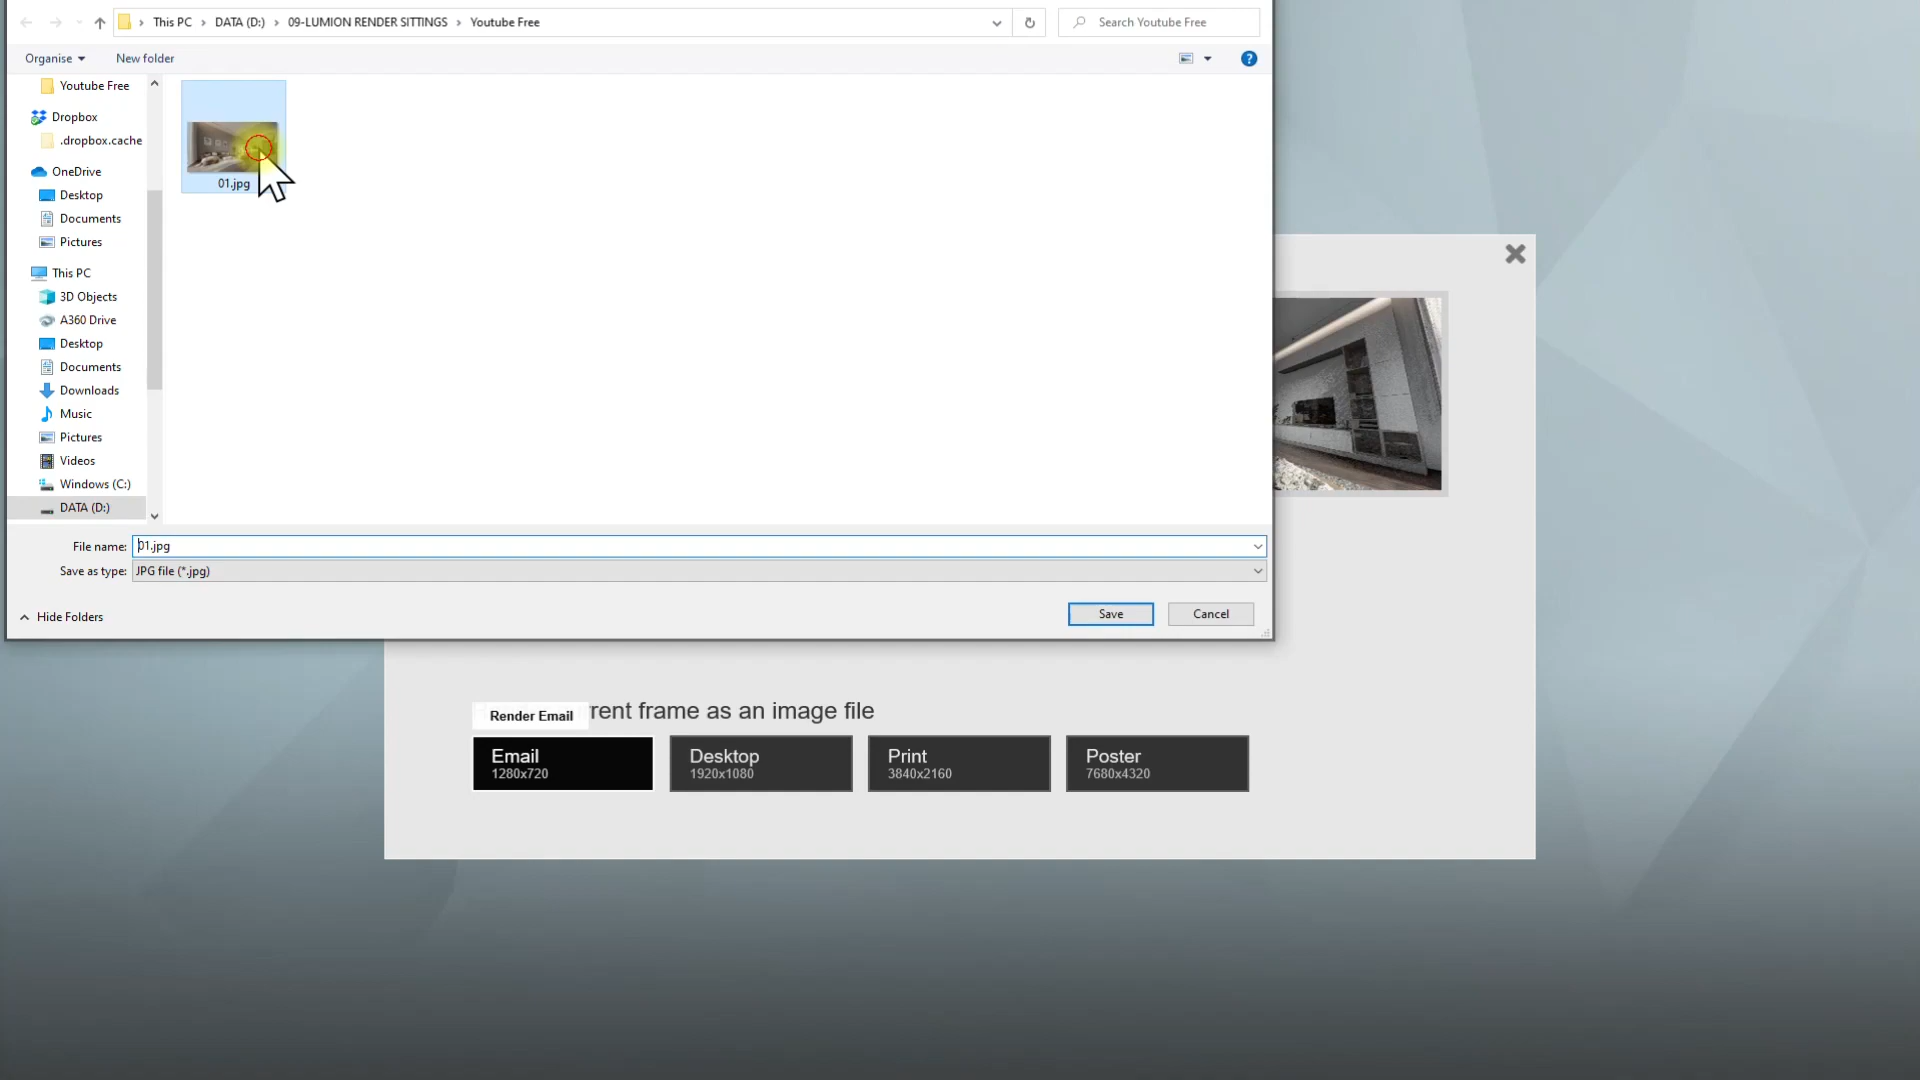 This PC > DATA (D:) > 09-LUMION RENDER SITTINGS > Youtube Free
Search Youtube Free
Organise
New folder
Youtube Free
Dropbox
.dropbox.cache
OneDrive
Desktop
Documents
Pictures
This PC
3D Objects
A360 Drive
Desktop
Documents
Downloads
Music
Pictures
Videos
Windows (C:)
DATA (D:)
01.jpg
File name: 01.jpg
Save as type: JPG file (*.jpg)
Hide Folders
Save
Cancel
Render Email
rent frame as an image file
Email
1280x720
Desktop
1920x1080
Print
3840x2160
Poster
7680x4320